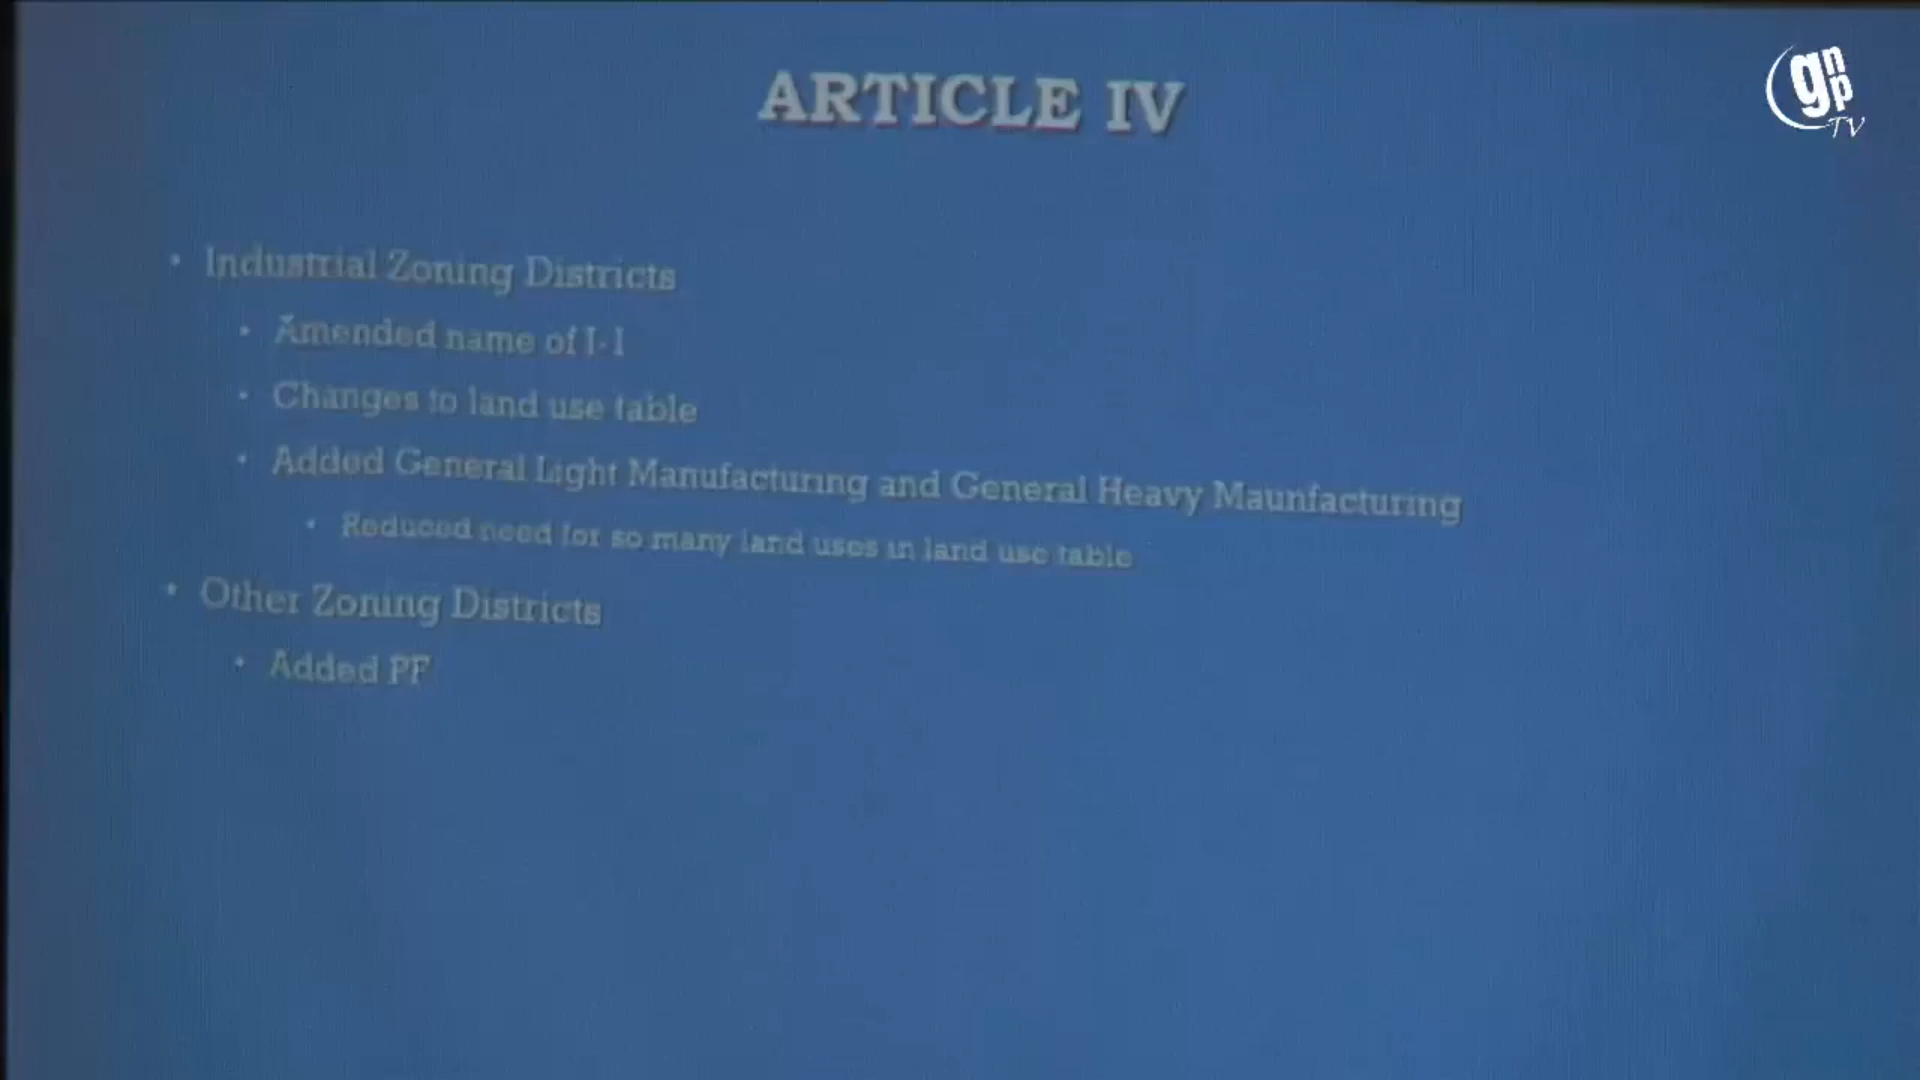 ARTICLE IV
gnp
TV
• Industrial Zoning Districts
• Amended name of I-1
• Changes to land use table
• Added General Light Manufacturing and General Heavy Maunfacturing
• Reduced need for so many land uses in land use table
• Other Zoning Districts
• Added PF